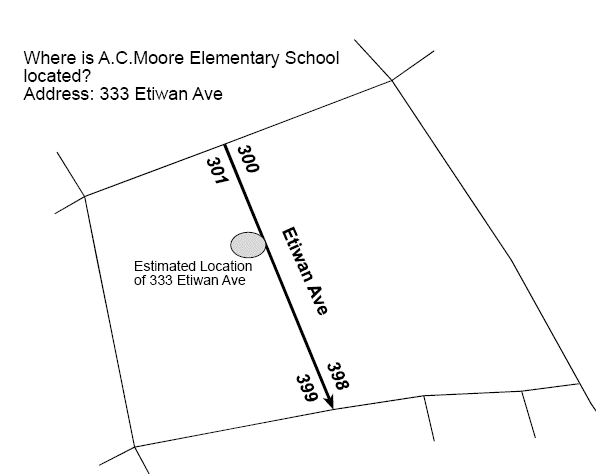 Where is A.C.Moore Elementary School
located?
Address: 333 Etiwan Ave
300
301
Etiwan Ave
Estimated Location
of 333 Etiwan Ave
398
399